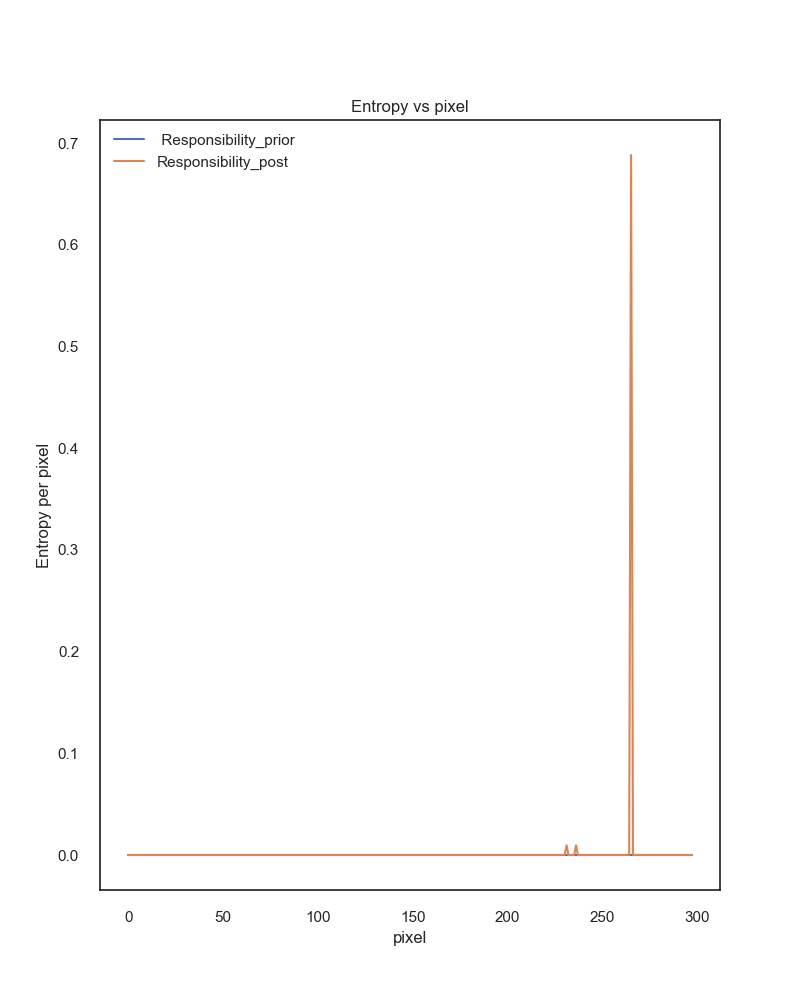 Entropy vs pixel
Responsibility_prior
Responsibility_post
0.7
0.6
0.5
0.4
0.3
0.2
0.1
0.0
Entropy per pixel
0 50 100 150 200 250 300
pixel